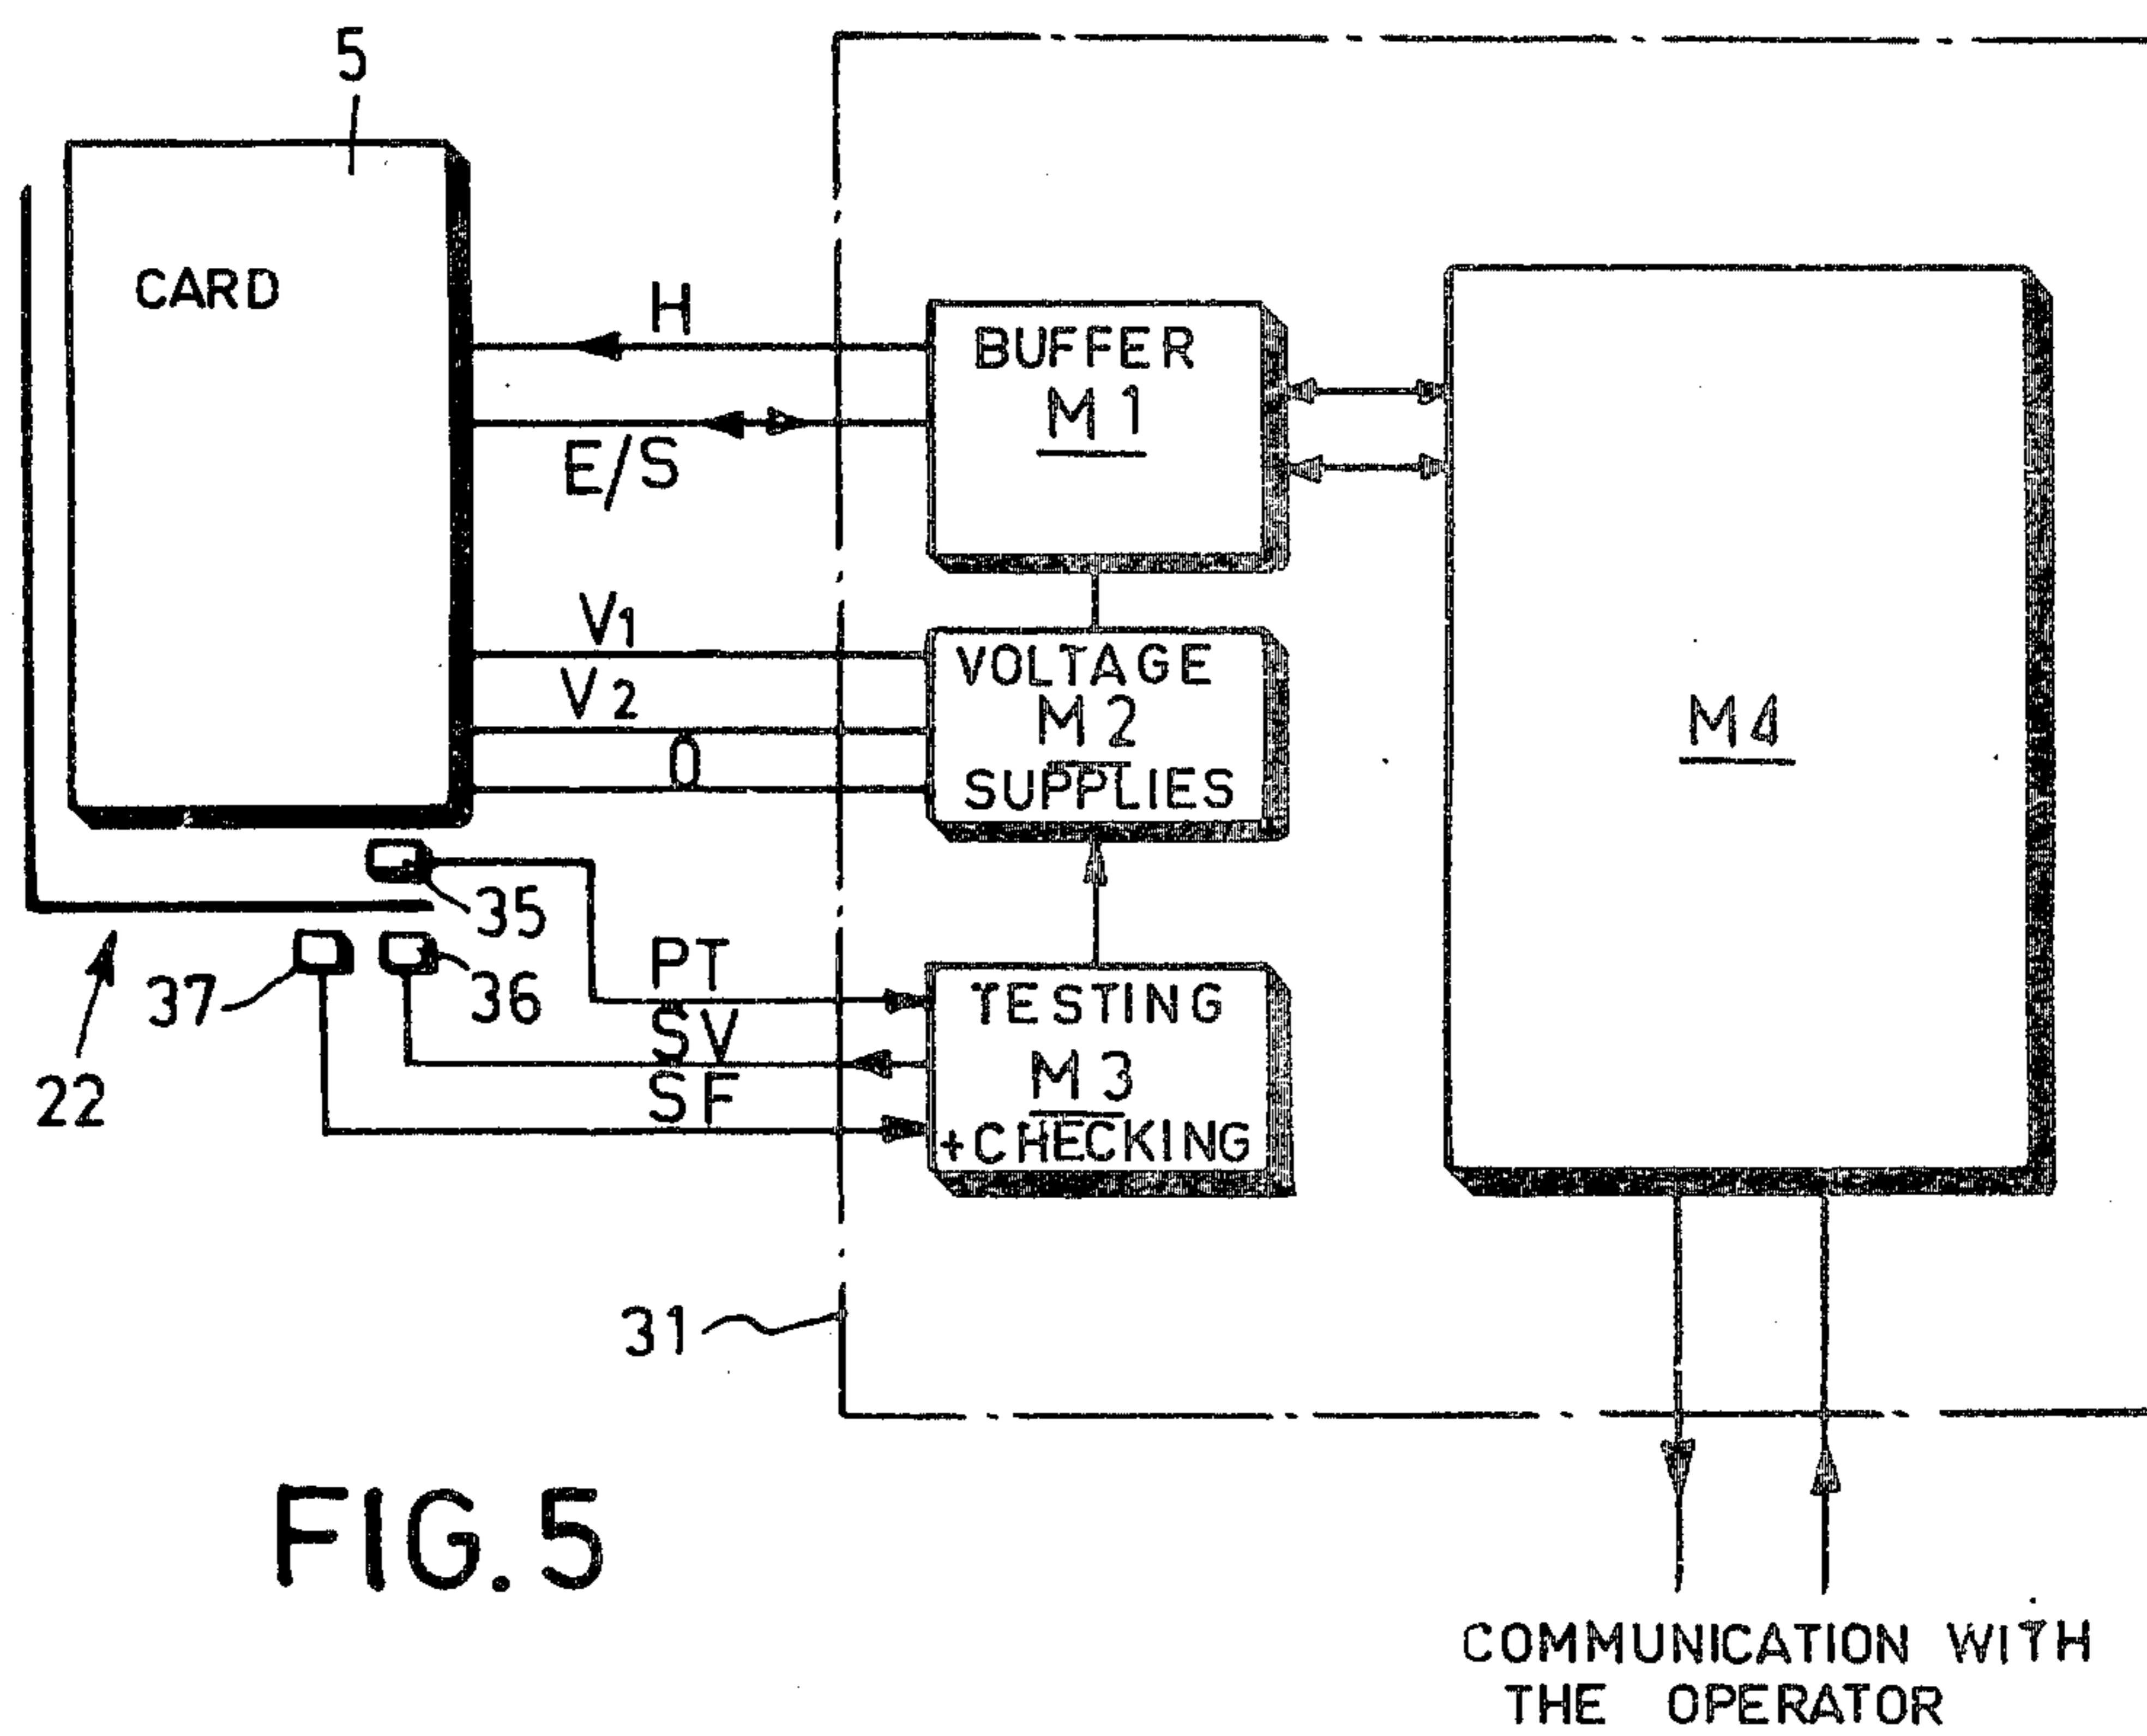 5
CARD
H
E/S
BUFFER
M1
V1
V2
0
VOLTAGE
M2
SUPPLIES
M4
35
37
36
22
PT
SV
SF
TESTING
M3
+CHECKING
31
FIG.5
COMMUNICATION WITH
THE OPERATOR